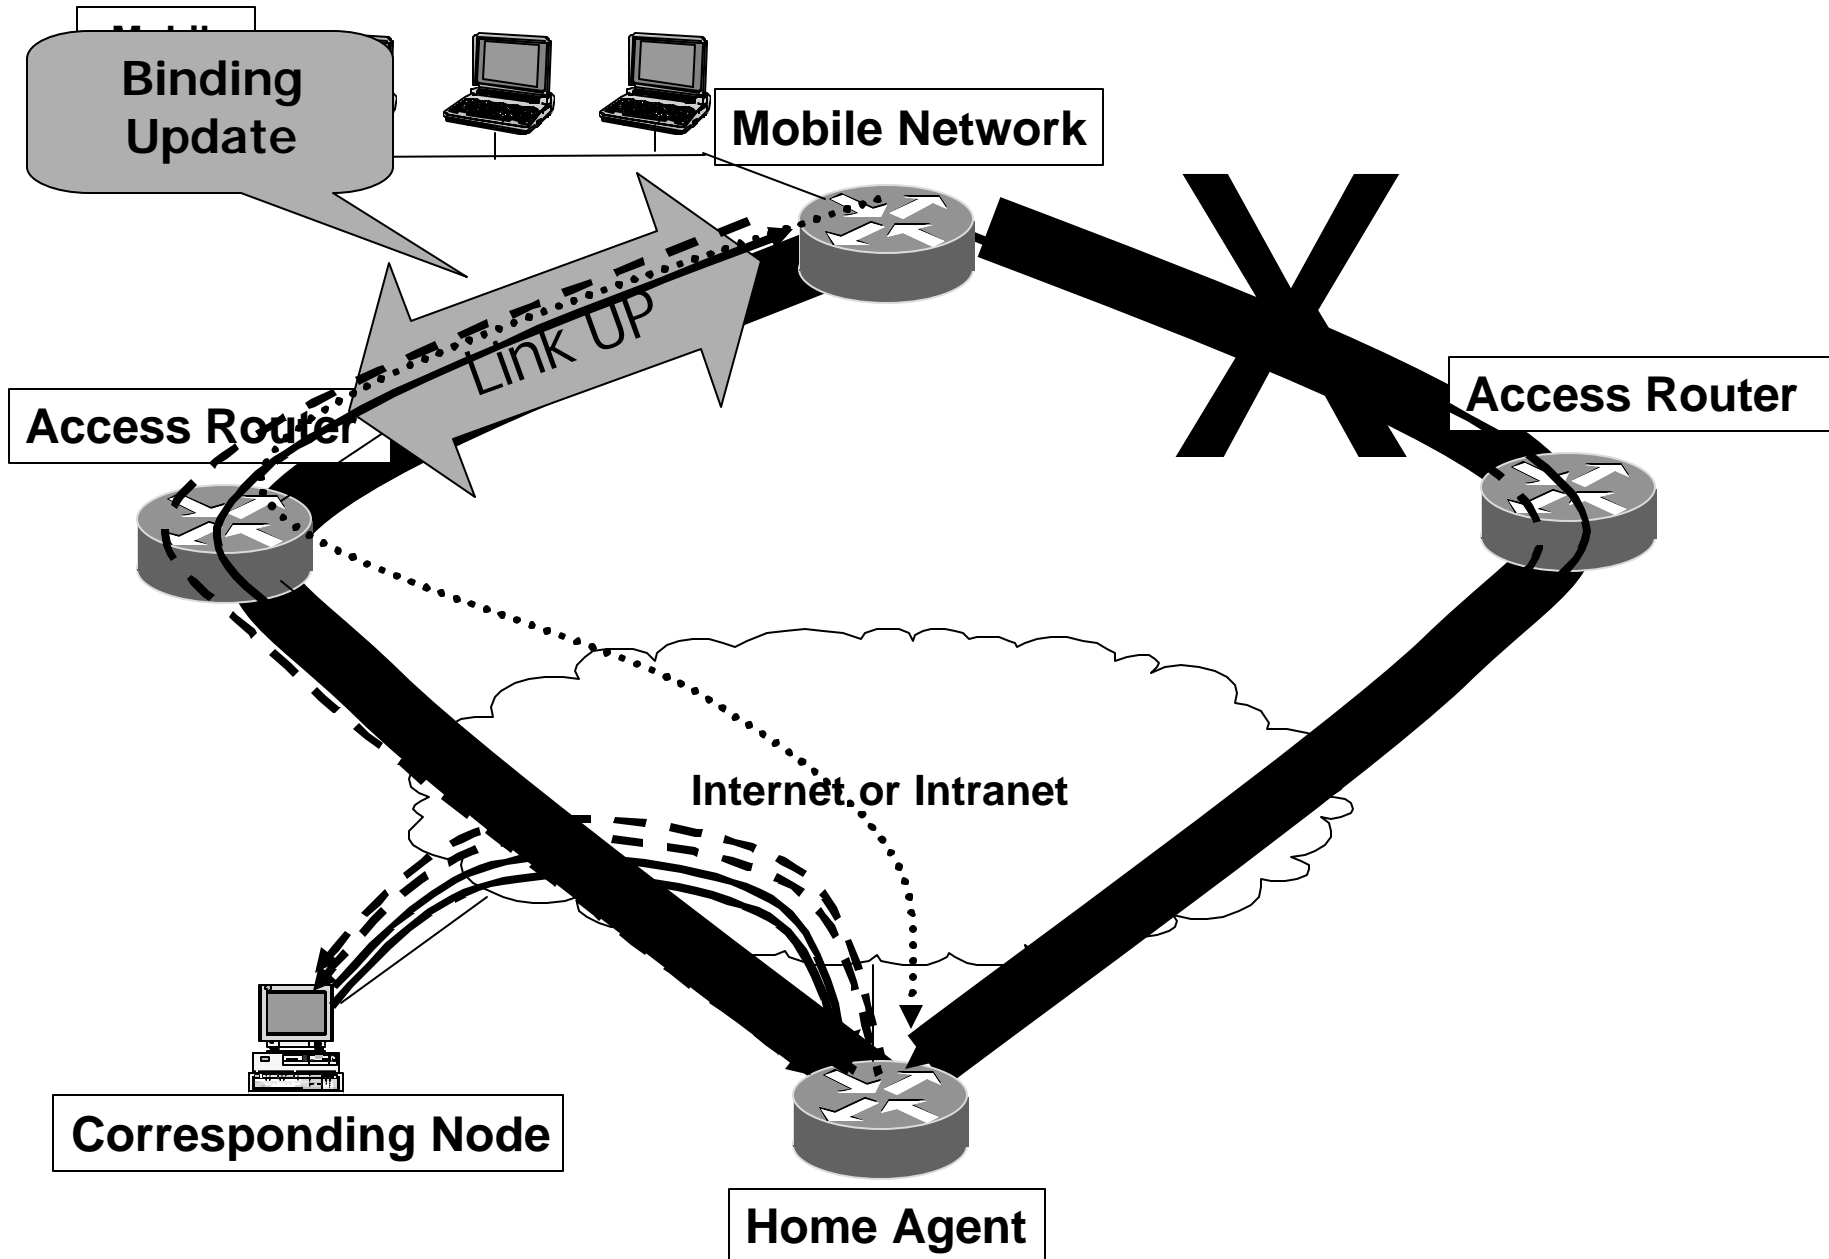 Binding
Update
Mobile Network
Link UP
Access Router
Access Router
Internet or Intranet
Corresponding Node
Home Agent